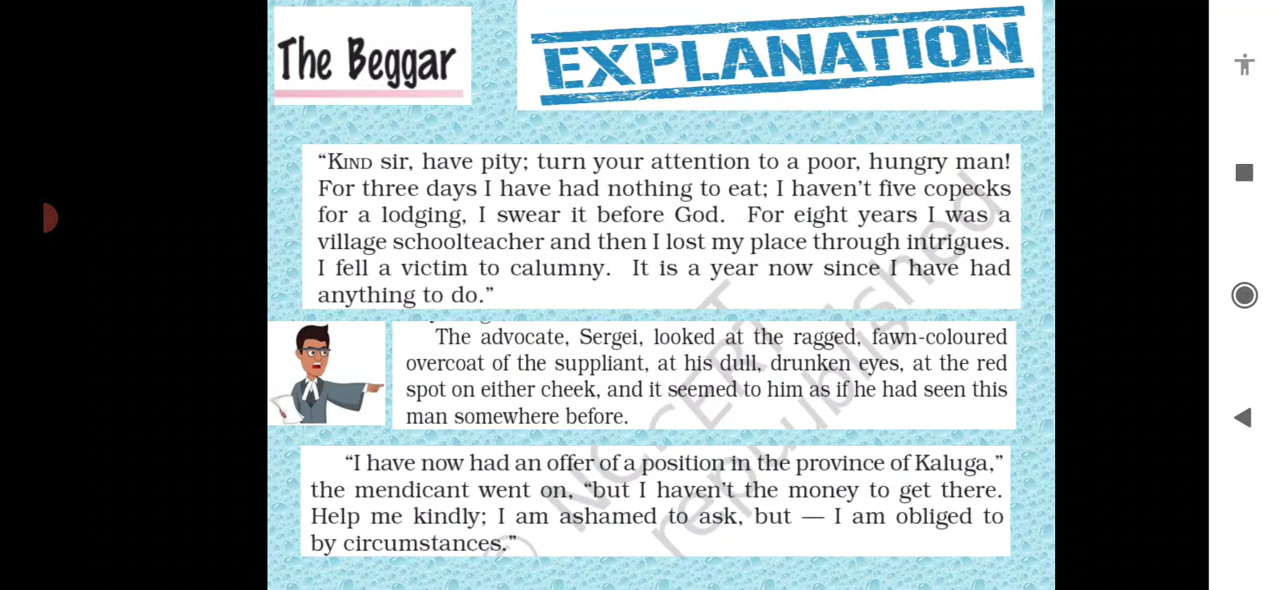 The Beggar
EXPLANATION
“KIND sir, have pity; turn your attention to a poor, hungry man!
For three days I have had nothing to eat; I haven’t five copecks
for a lodging, I swear it before God. For eight years I was a
village schoolteacher and then I lost my place through intrigues.
I fell a victim to calumny. It is a year now since I have had
anything to do.”
The advocate, Sergei, looked at the ragged, fawn-coloured
overcoat of the suppliant, at his dull, drunken eyes, at the red
spot on either cheek, and it seemed to him as if he had seen this
man somewhere before.
“I have now had an offer of a position in the province of Kaluga,”
the mendicant went on, “but I haven’t the money to get there.
Help me kindly; I am ashamed to ask, but — I am obliged to
by circumstances.”
© NCERT
republished